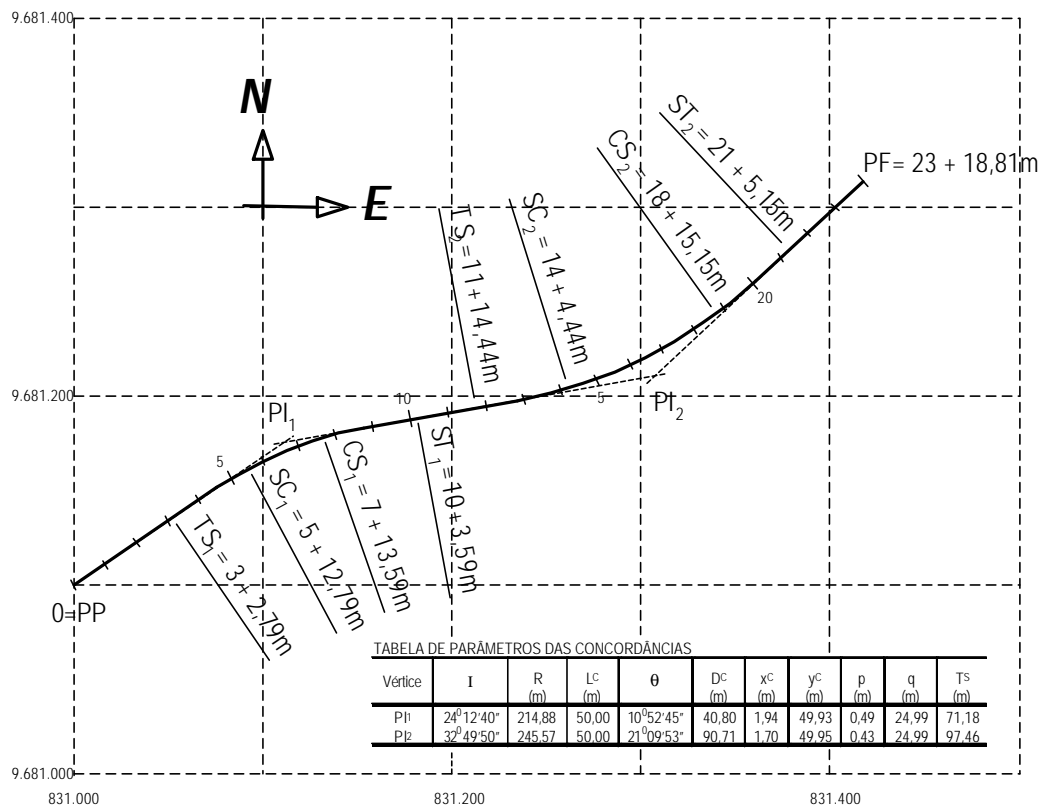 9.681.400
N
E
ST2 = 21 + 5,15m
PF= 23 + 18,81m
CS2 = 18 + 15,15m
SC2 = 14 + 4,44m
TS2 = 11+14,44m
20
9.681.200
10
5
PI2
PI1
5
ST1 = 10+3,59m
CS1 = 7 + 13,59m
SC1 = 5 + 12,79m
TS1 = 3 + 2,79m
0=PP
TABELA DE PARÂMETROS DAS CONCORDÂNCIAS
Vértice I R (m) LC (m) θ DC (m) xC (m) yC (m) p (m) q (m) TS (m)
PI1 24°12'40" 214,88 50,00 10°52'45" 40,80 1,94 49,93 0,49 24,99 71,18
PI2 32°49'50" 245,57 50,00 21°09'53" 90,71 1,70 49,95 0,43 24,99 97,46
9.681.000
831.000 831.200 831.400